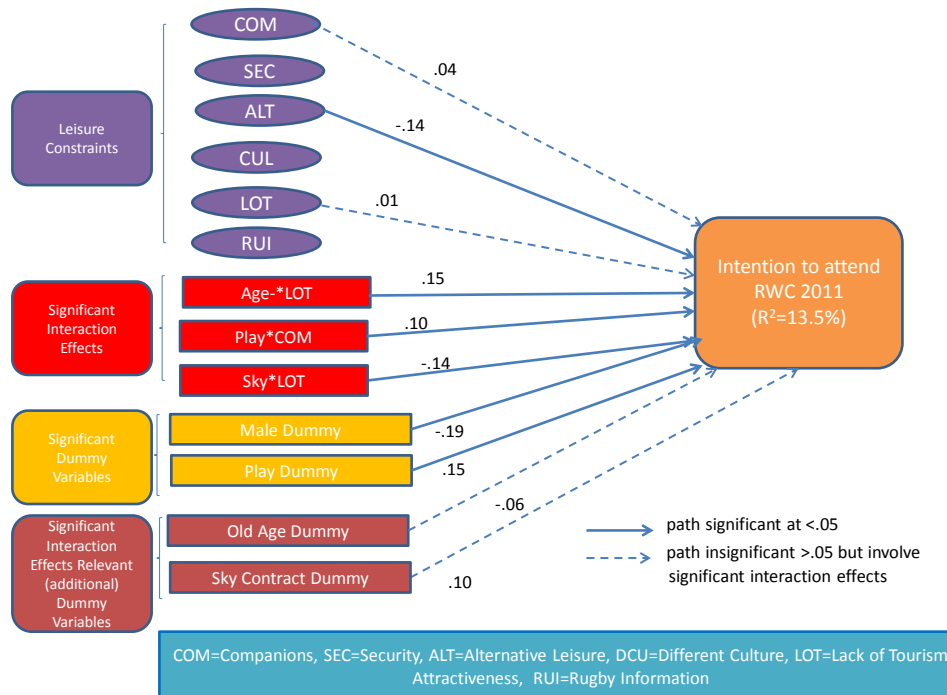 COM
SEC
ALT
CUL
LOT
RUI
Leisure
Constraints
.04
-.14
.01
Significant
Interaction
Effects
Age-*LOT
Play*COM
Sky*LOT
.15
.10
-.14
Intention to attend
RWC 2011
(R²=13.5%)
Significant
Dummy
Variables
Male Dummy
Play Dummy
-.19
.15
Significant
Interaction
Effects Relevant
(additional)
Dummy
Variables
Old Age Dummy
Sky Contract Dummy
-.06
.10
path significant at <.05
path insignificant >.05 but involve
significant interaction effects
COM=Companions, SEC=Security, ALT=Alternative Leisure, DCU=Different Culture, LOT=Lack of Tourism
Attractiveness, RUI=Rugby Information